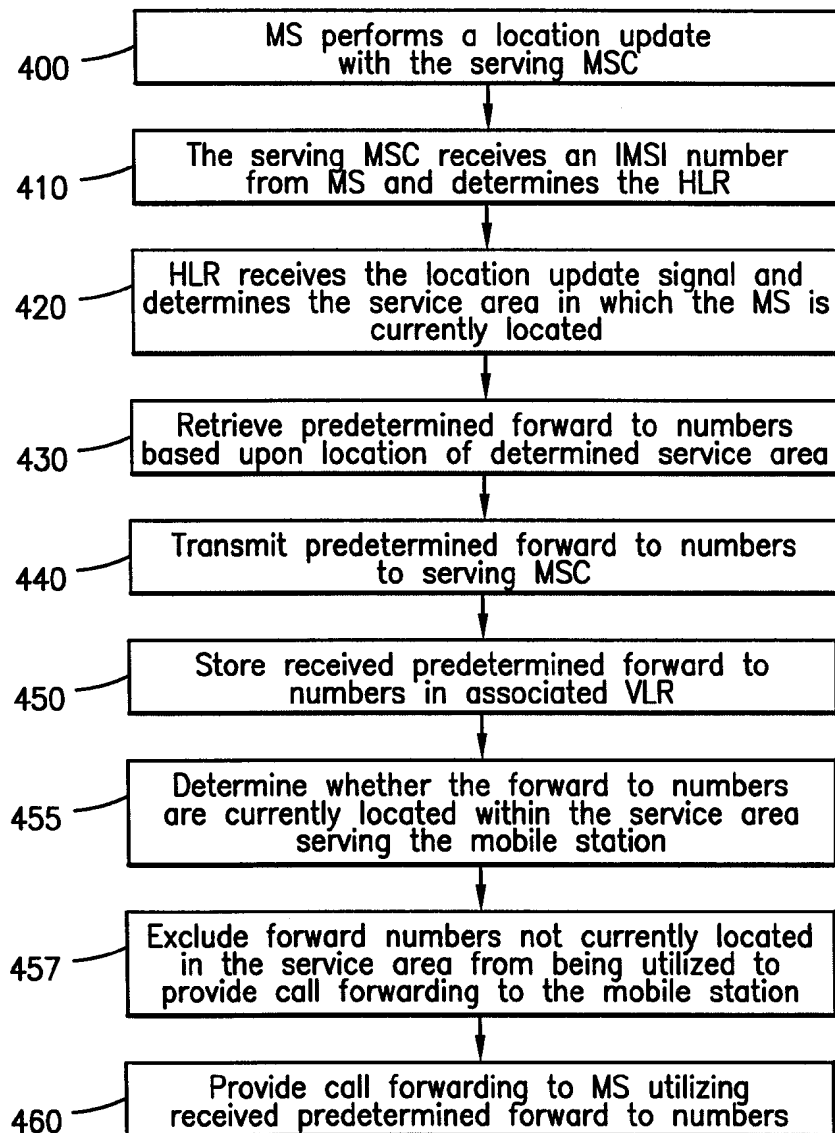 400
MS performs a location update
with the serving MSC
410
The serving MSC receives an IMSI number
from MS and determines the HLR
420
HLR receives the location update signal and
determines the service area in which the MS is
currently located
430
Retrieve predetermined forward to numbers
based upon location of determined service area
440
Transmit predetermined forward to numbers
to serving MSC
450
Store received predetermined forward to
numbers in associated VLR
455
Determine whether the forward to numbers
are currently located within the service area
serving the mobile station
457
Exclude forward numbers not currently located
in the service area from being utilized to
provide call forwarding to the mobile station
460
Provide call forwarding to MS utilizing
received predetermined forward to numbers